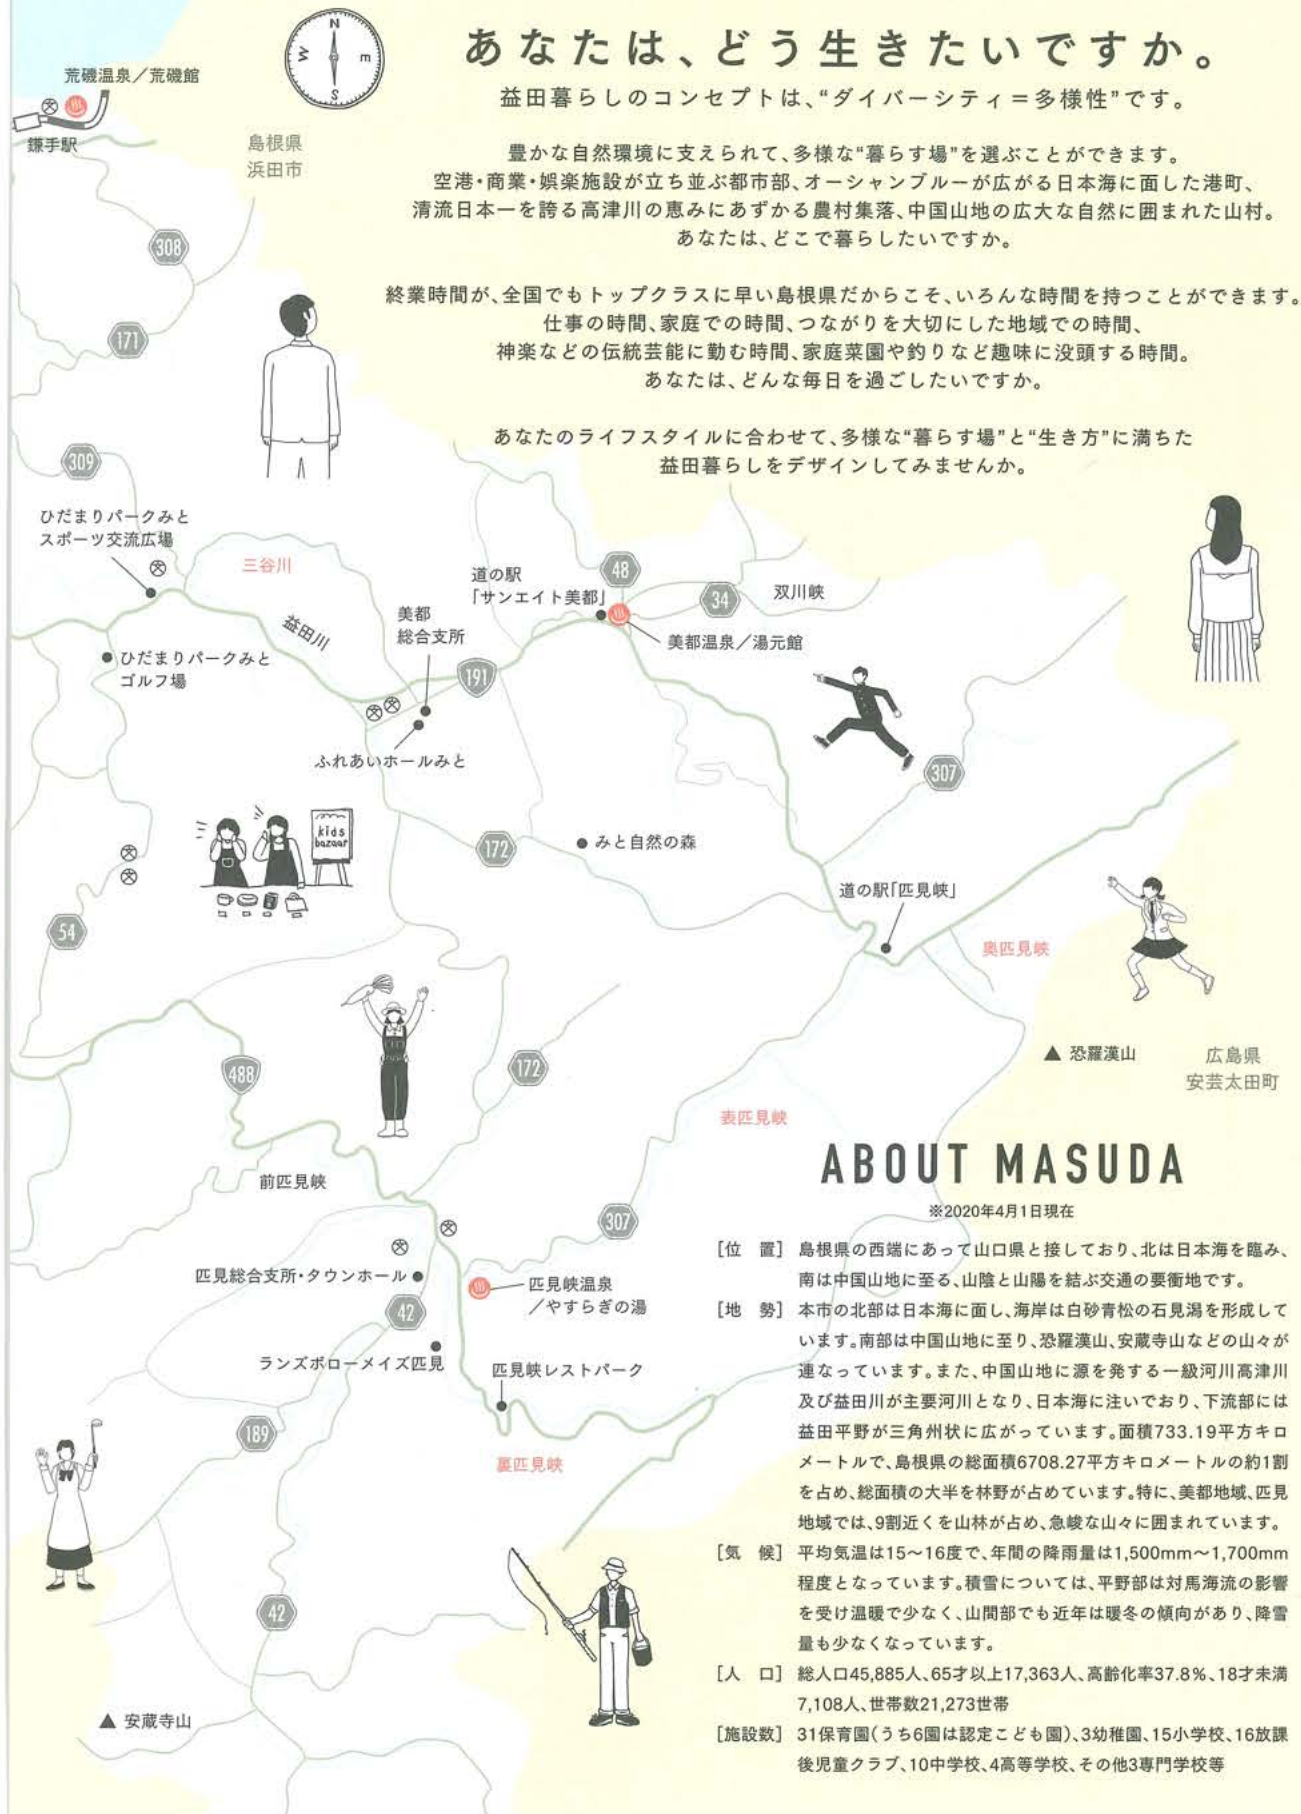 あなたは、どう生きたいですか。
益田暮らしのコンセプトは、“ダイバーシティ＝多様性”です。
豊かな自然環境に支えられて、多様な“暮らす場”を選ぶことができます。
空港・商業・娯楽施設が立ち並ぶ都市部、オーシャンブルーが広がる日本海に面した港町、
清流日本一を誇る高津川の恵みにあずかる農村集落、中国山地の広大な自然に囲まれた山村。
あなたは、どこで暮らしたいですか。
終業時間が、全国でもトップクラスに早い島根県だからこそ、いろんな時間を持つことができます。
仕事の時間、家庭での時間、つながりを大切にした地域での時間、
神楽などの伝統芸能に勤む時間、家庭菜園や釣りなど趣味に没頭する時間。
あなたは、どんな毎日を過ごしたいですか。
あなたのライフスタイルに合わせて、多様な“暮らす場”と“生き方”に満ちた
益田暮らしをデザインしてみませんか。
N
W
E
S
荒磯温泉／荒磯館
文
鎌手駅
島根県
浜田市
308
171
309
ひだまりパークみと
スポーツ交流広場
文
三谷川
益田川
ひだまりパークみと
ゴルフ場
道の駅
「サンエイト美都」
48
34
双川峡
美都温泉／湯元館
美都
総合支所
191
文
文
ふれあいホールみと
307
kids
bazaar
172
みと自然の森
文
文
54
道の駅「匹見峡」
奥匹見峡
恐羅漢山
広島県
安芸太田町
488
172
表匹見峡
前匹見峡
文
文
307
匹見総合支所・タウンホール
匹見峡温泉
／やすらぎの湯
42
ランズボローメイズ匹見
匹見峡レストパーク
189
裏匹見峡
42
安蔵寺山
ABOUT MASUDA
※2020年4月1日現在
［位　置］島根県の西端にあって山口県と接しており、北は日本海を臨み、
南は中国山地に至る、山陰と山陽を結ぶ交通の要衝地です。
［地　勢］本市の北部は日本海に面し、海岸は白砂青松の石見潟を形成して
います。南部は中国山地に至り、恐羅漢山、安蔵寺山などの山々が
連なっています。また、中国山地に源を発する一級河川高津川
及び益田川が主要河川となり、日本海に注いでおり、下流部には
益田平野が三角州状に広がっています。面積733.19平方キロ
メートルで、島根県の総面積6708.27平方キロメートルの約1割
を占め、総面積の大半を林野が占めています。特に、美都地域、匹見
地域では、9割近くを山林が占め、急峻な山々に囲まれています。
［気　候］平均気温は15～16度で、年間の降雨量は1,500mm～1,700mm
程度となっています。積雪については、平野部は対馬海流の影響
を受け温暖で少なく、山間部でも近年は暖冬の傾向があり、降雪
量も少なくなっています。
［人　口］総人口45,885人、65才以上17,363人、高齢化率37.8％、18才未満
7,108人、世帯数21,273世帯
［施設数］31保育園（うち6園は認定こども園）、3幼稚園、15小学校、16放課
後児童クラブ、10中学校、4高等学校、その他3専門学校等